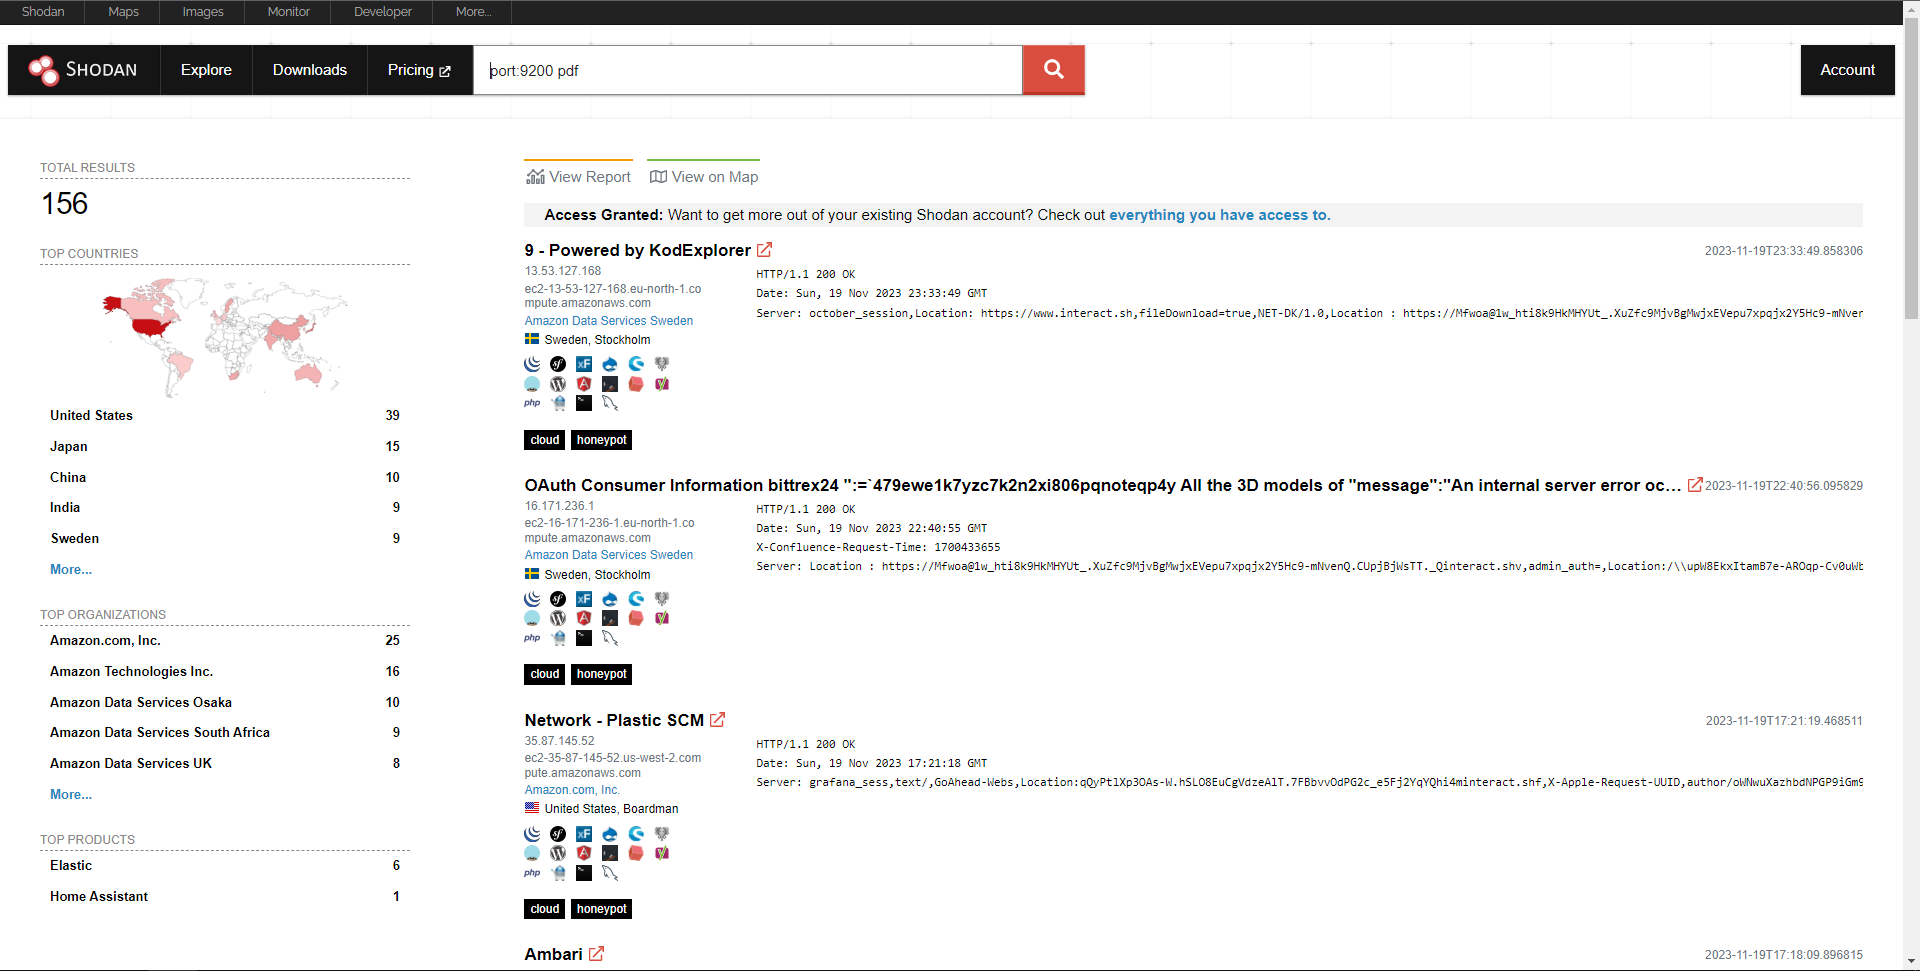 Shodan
Maps
Images
Monitor
Developer
More...
SHODAN
Explore
Downloads
Pricing
port:9200 pdf
Account
TOTAL RESULTS
156
TOP COUNTRIES
United States 39
Japan 15
China 10
India 9
Sweden 9
More...
TOP ORGANIZATIONS
Amazon.com, Inc. 25
Amazon Technologies Inc. 16
Amazon Data Services Osaka 10
Amazon Data Services South Africa 9
Amazon Data Services UK 8
More...
TOP PRODUCTS
Elastic 6
Home Assistant 1
View Report
View on Map
Access Granted: Want to get more out of your existing Shodan account? Check out everything you have access to.
9 - Powered by KodExplorer
2023-11-19T23:33:49.858306
13.53.127.168
ec2-13-53-127-168.eu-north-1.co
mpute.amazonaws.com
Amazon Data Services Sweden
Sweden, Stockholm
php
cloud
honeypot
HTTP/1.1 200 OK
Date: Sun, 19 Nov 2023 23:33:49 GMT
Server: october_session,Location: https://www.interact.sh,fileDownload=true,NET-DK/1.0,Location : https://Mfwoa@1w_hti8k9HkMHYUt_.XuZfc9MjvBgMwjxEVepu7xpqjx2Y5Hc9-mNven
OAuth Consumer Information bittrex24 ":=`479ewe1k7yzc7k2n2xi806pqnoteqp4y All the 3D models of "message":"An internal server error oc...
2023-11-19T22:40:56.095829
16.171.236.1
ec2-16-171-236-1.eu-north-1.co
mpute.amazonaws.com
Amazon Data Services Sweden
Sweden, Stockholm
php
cloud
honeypot
HTTP/1.1 200 OK
Date: Sun, 19 Nov 2023 22:40:55 GMT
X-Confluence-Request-Time: 1700433655
Server: Location : https://Mfwoa@1w_hti8k9HkMHYUt_.XuZfc9MjvBgMwjxEVepu7xpqjx2Y5Hc9-mNvenQ.CUpjBjWsTT._Qinteract.shv,admin_auth=,Location:/\\upW8EkxItamB7e-AROqp-Cv0uWb
Network - Plastic SCM
2023-11-19T17:21:19.468511
35.87.145.52
ec2-35-87-145-52.us-west-2.com
pute.amazonaws.com
Amazon.com, Inc.
United States, Boardman
php
cloud
honeypot
HTTP/1.1 200 OK
Date: Sun, 19 Nov 2023 17:21:18 GMT
Server: grafana_sess,text/,GoAhead-Webs,Location:qQyPtlXp3OAs-W.hSLO8EuCgVdzeAlT.7FBbvvOdPG2c_e5Fj2YqYQhi4minteract.shf,X-Apple-Request-UUID,author/oWNwuXazhbdNPGP9iGm9
Ambari
2023-11-19T17:18:09.896815